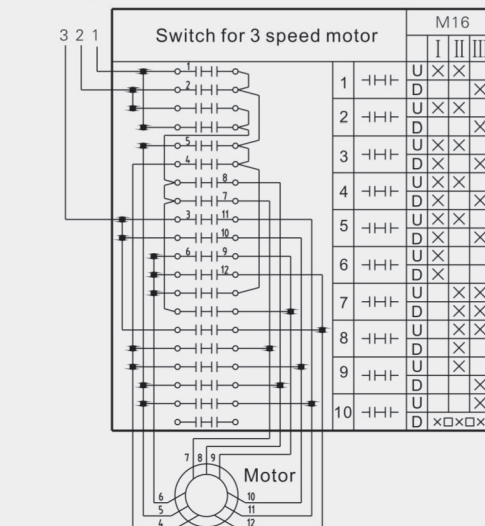 Switch for 3 speed motor
M16
3 2 1
I II III
1
2
5
4
8
7
3 11
10
6 9
12
1 U X X
D X
2 U X X
D X
3 U X X
D X X
4 U X X
D X X
5 U X X
D X X
6 U X
D X
7 U X X
D X X
8 U X X
D X
9 U X
D X
10 U X
D ×□×□×
7 8 9
Motor
6 10
5 11
4 12